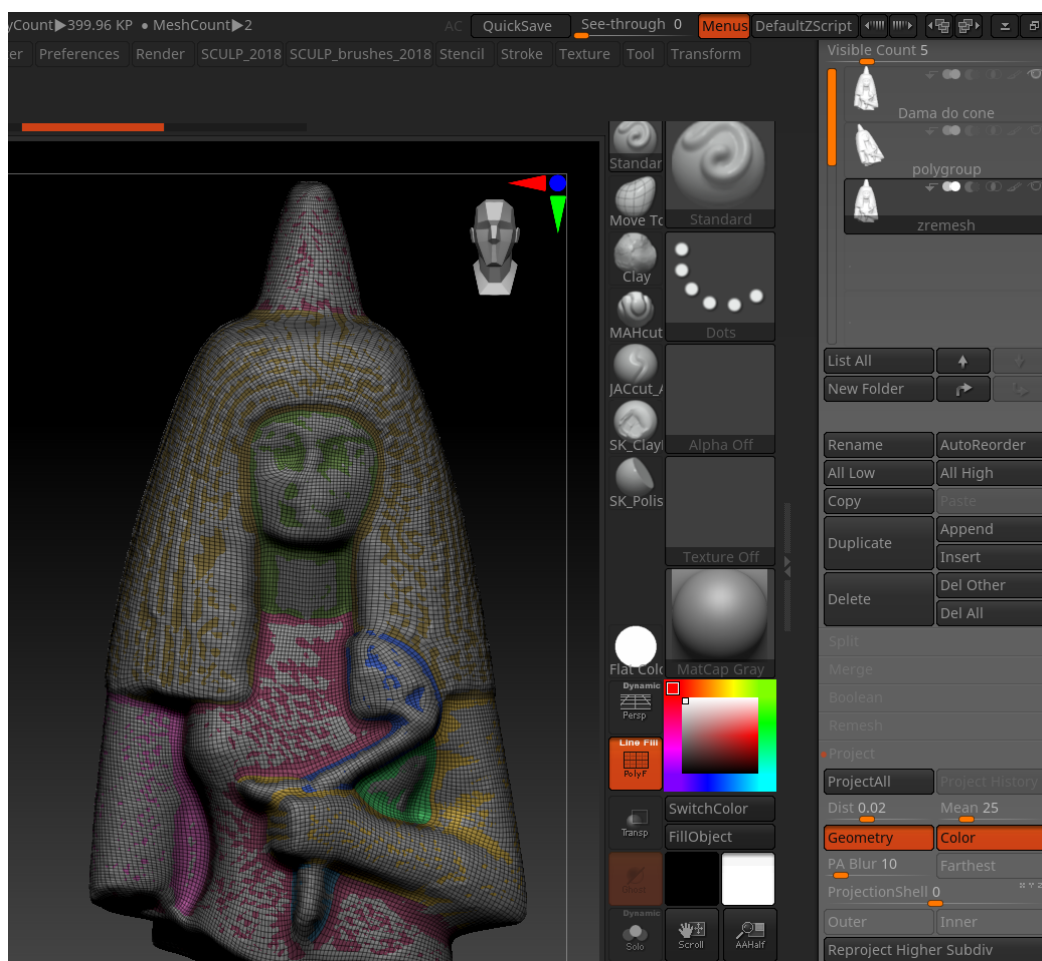 yCount▶399.96 KP ● MeshCount▶2 AC QuickSave See-through 0 Menus DefaultZScript
er Preferences Render SCULP_2018 SCULP_brushes_2018 Stencil Stroke Texture Tool Transform
Visible Count 5
Dama do cone
polygroup
zremesh
Standar
Standard
Move To
Clay
MAHcut
Dots
JACcut_A
SK_Clay
Alpha Off
SK_Polis
Texture Off
Flat Colo
MatCap Gray
Dynamic
Persp
Line Fill
PolyF
Transp
SwitchColor
FillObject
Ghost
Dynamic
Solo
Scroll
AAHalf
List All
New Folder
Rename AutoReorder
All Low All High
Copy Paste
Duplicate Append
Insert
Delete Del Other
Del All
Split
Merge
Boolean
Remesh
Project
ProjectAll Project History
Dist 0.02 Mean 25
Geometry Color
PA Blur 10 Farthest
ProjectionShell 0
Outer Inner
Reproject Higher Subdiv